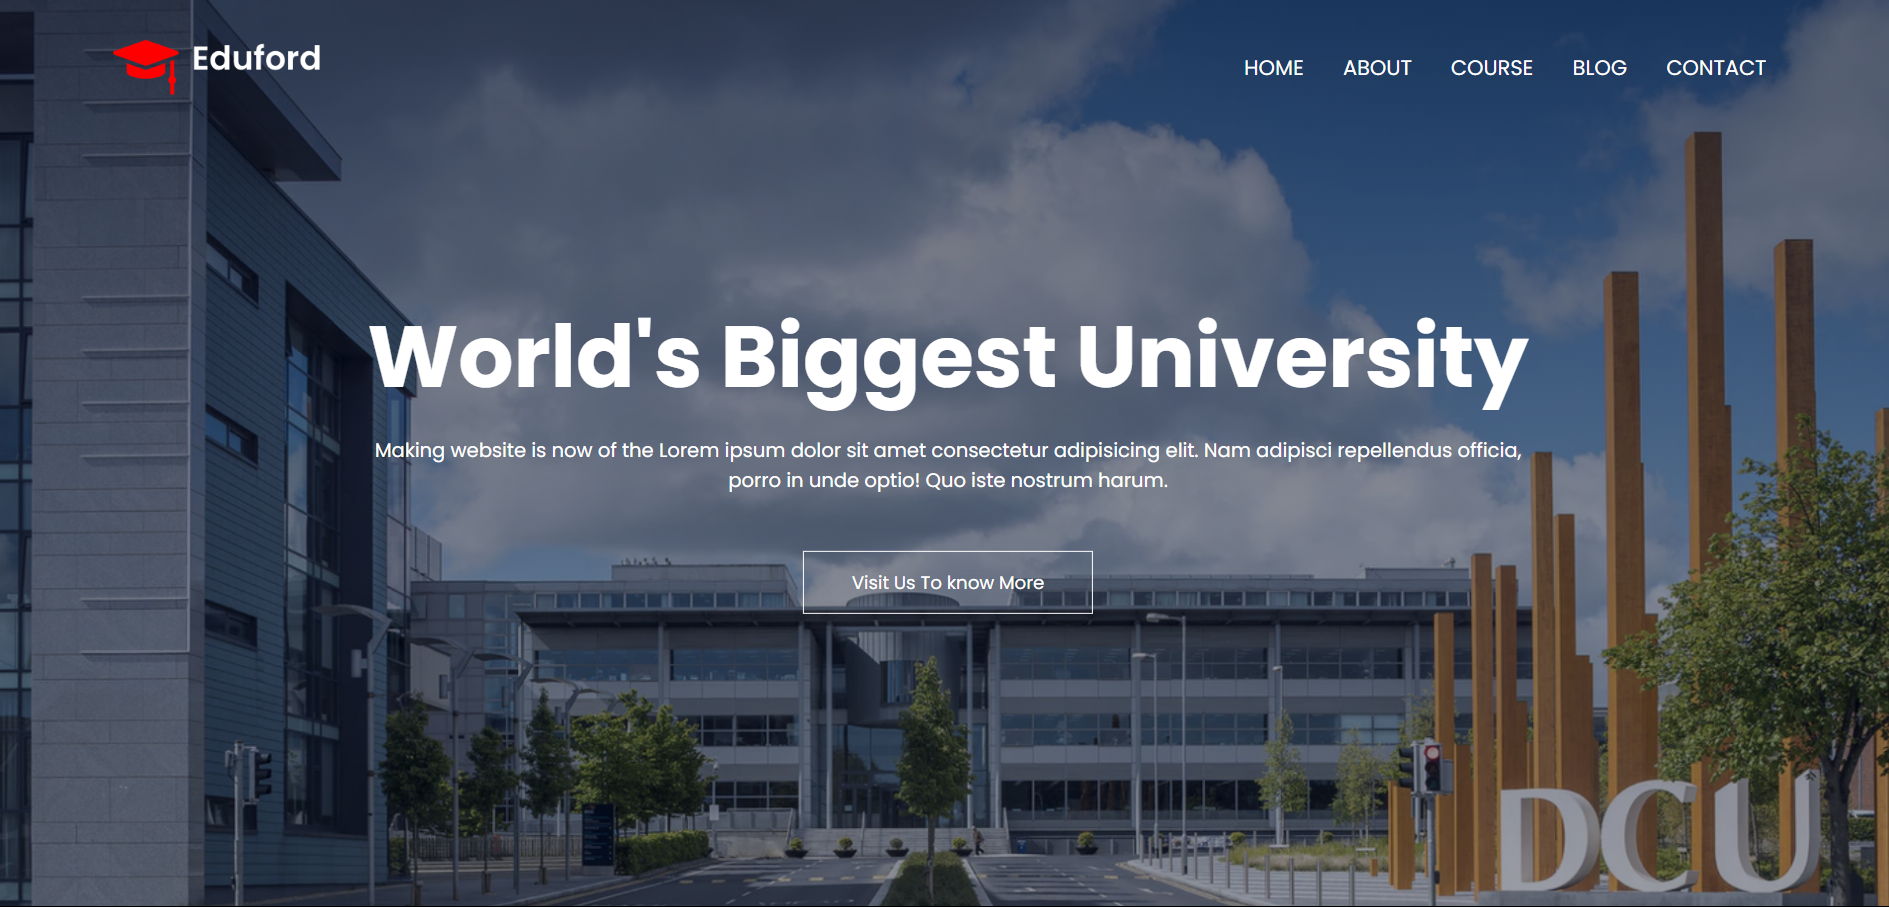 Eduford
HOME ABOUT COURSE BLOG CONTACT
World's Biggest University
Making website is now of the Lorem ipsum dolor sit amet consectetur adipisicing elit. Nam adipisci repellendus officia,
porro in unde optio! Quo iste nostrum harum.
Visit Us To know More
DCU